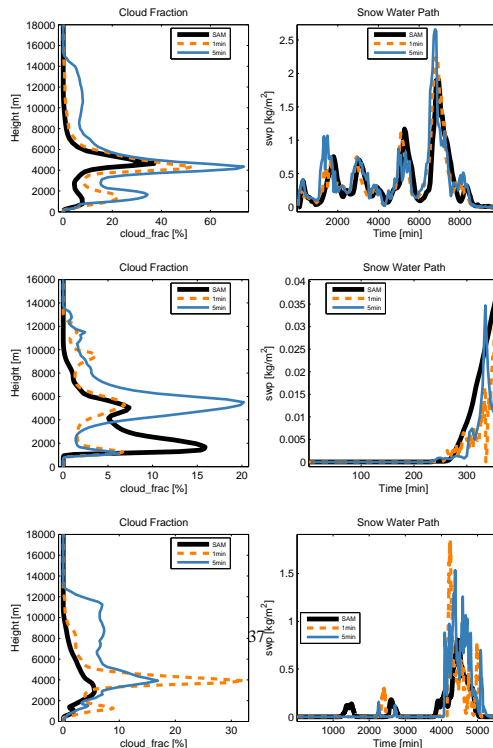 Cloud Fraction
18000
16000
14000
12000
10000
8000
6000
4000
2000
0
Height [m]
0 20 40 60
cloud_frac [%]
SAM
1min
5min
Snow Water Path
2.5
2
1.5
1
0.5
0
swp [kg/m²]
2000 4000 6000 8000
Time [min]
SAM
1min
5min
Cloud Fraction
16000
14000
12000
10000
8000
6000
4000
2000
0
Height [m]
0 5 10 15 20
cloud_frac [%]
SAM
1min
5min
Snow Water Path
0.04
0.035
0.03
0.025
0.02
0.015
0.01
0.005
0
swp [kg/m²]
100 200 300
Time [min]
SAM
1min
5min
Cloud Fraction
18000
16000
14000
12000
10000
8000
6000
4000
2000
0
Height [m]
0 10 20 30
cloud_frac [%]
SAM
1min
5min
37
Snow Water Path
1.5
1
0.5
0
swp [kg/m²]
0 1000 2000 3000 4000 5000
Time [min]
SAM
1min
5min